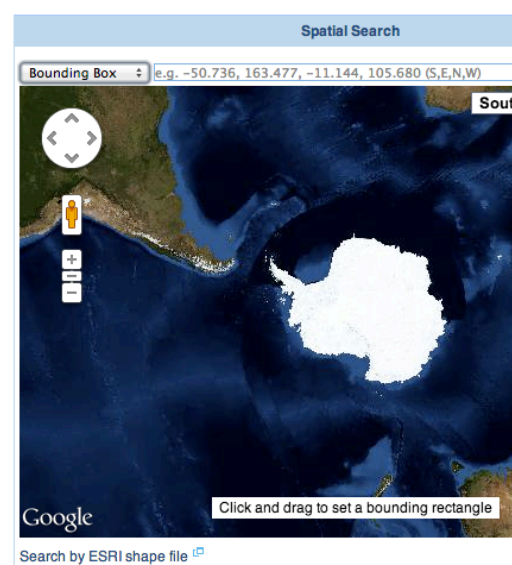 Spatial Search
Bounding Box e.g. -50.736, 163.477, -11.144, 105.680 (S,E,N,W)
Sout
+
−
Click and drag to set a bounding rectangle
Google
Search by ESRI shape file